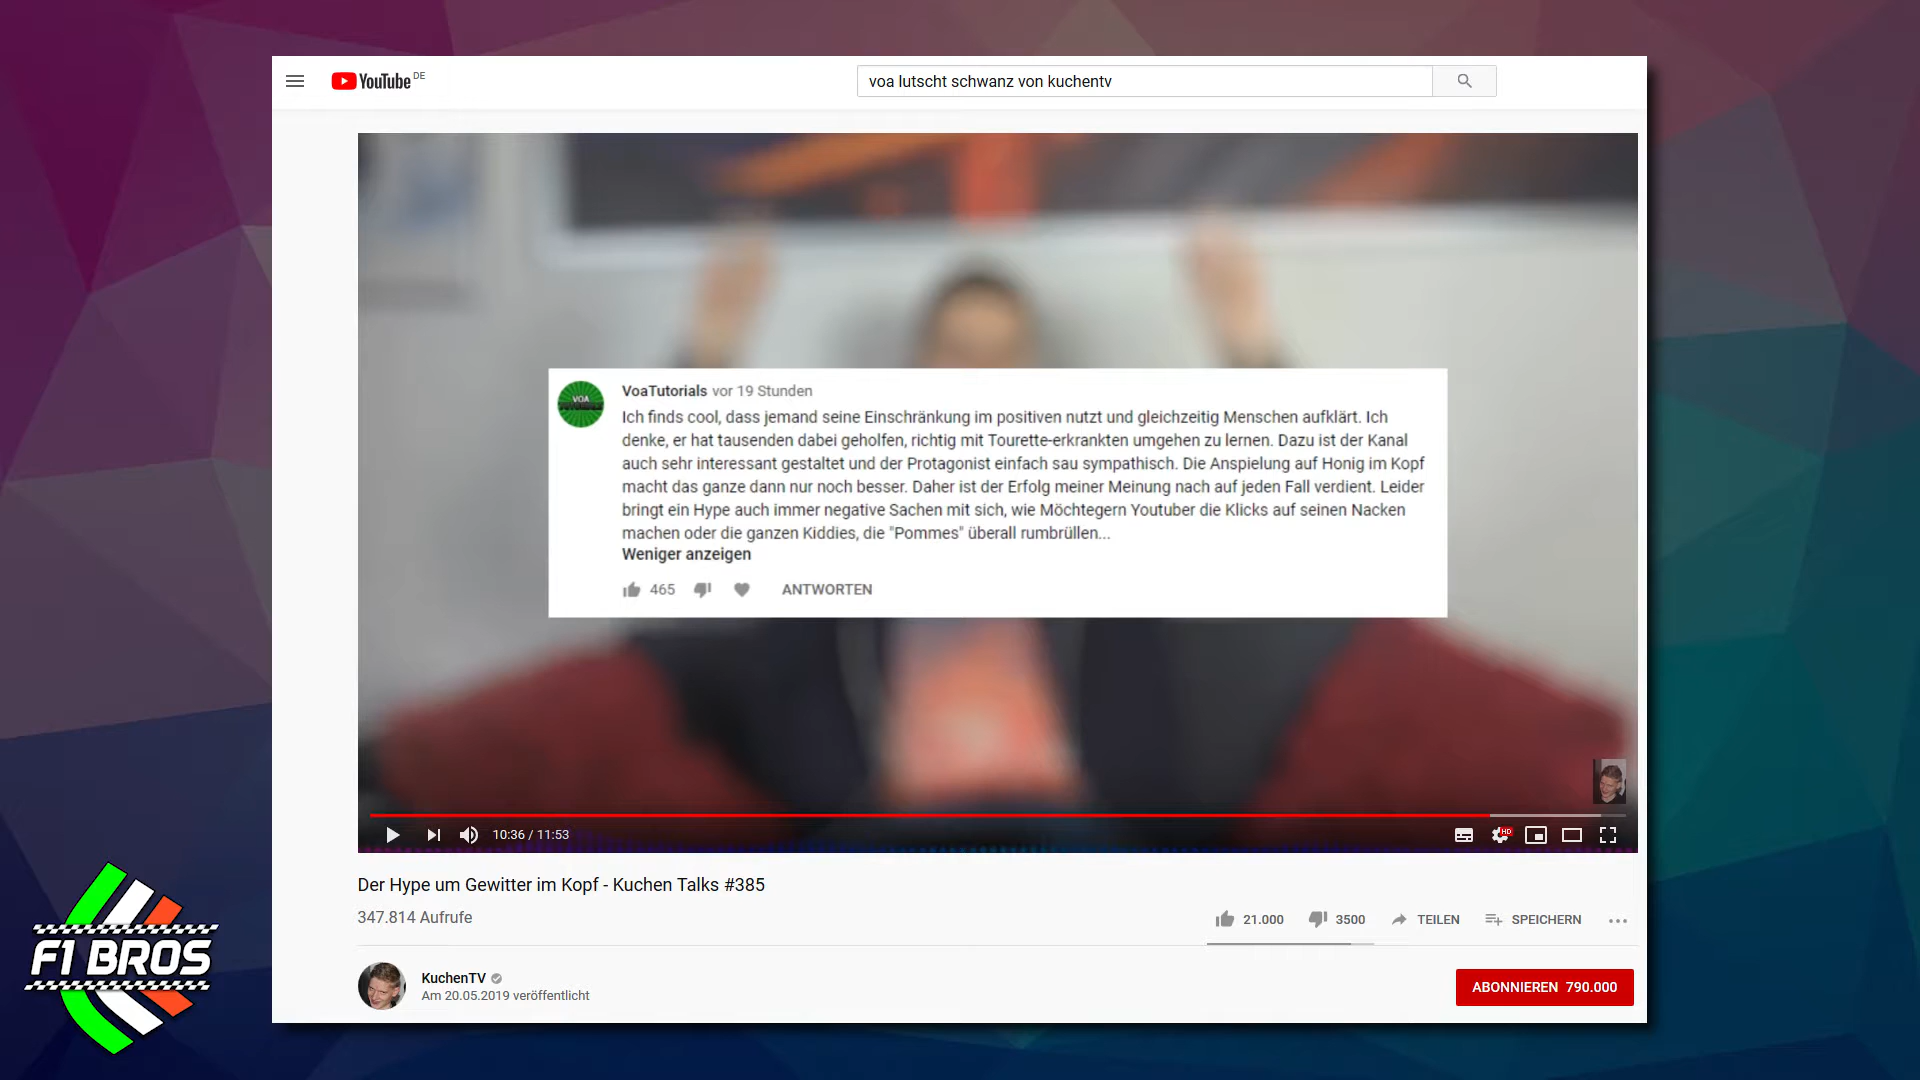 YouTube DE
voa lutscht schwanz von kuchentv
VOA
VoaTutorials vor 19 Stunden
Ich finds cool, dass jemand seine Einschränkung im positiven nutzt und gleichzeitig Menschen aufklärt. Ich
denke, er hat tausenden dabei geholfen, richtig mit Tourette-erkrankten umgehen zu lernen. Dazu ist der Kanal
auch sehr interessant gestaltet und der Protagonist einfach sau sympathisch. Die Anspielung auf Honig im Kopf
macht das ganze dann nur noch besser. Daher ist der Erfolg meiner Meinung nach auf jeden Fall verdient. Leider
bringt ein Hype auch immer negative Sachen mit sich, wie Möchtegern Youtuber die Klicks auf seinen Nacken
machen oder die ganzen Kiddies, die "Pommes" überall rumbrüllen...
Weniger anzeigen
465 ANTWORTEN
10:36 / 11:53
HD
Der Hype um Gewitter im Kopf - Kuchen Talks #385
347.814 Aufrufe
21.000 3500 TEILEN SPEICHERN
F1 BROS
KuchenTV
Am 20.05.2019 veröffentlicht
ABONNIEREN 790.000